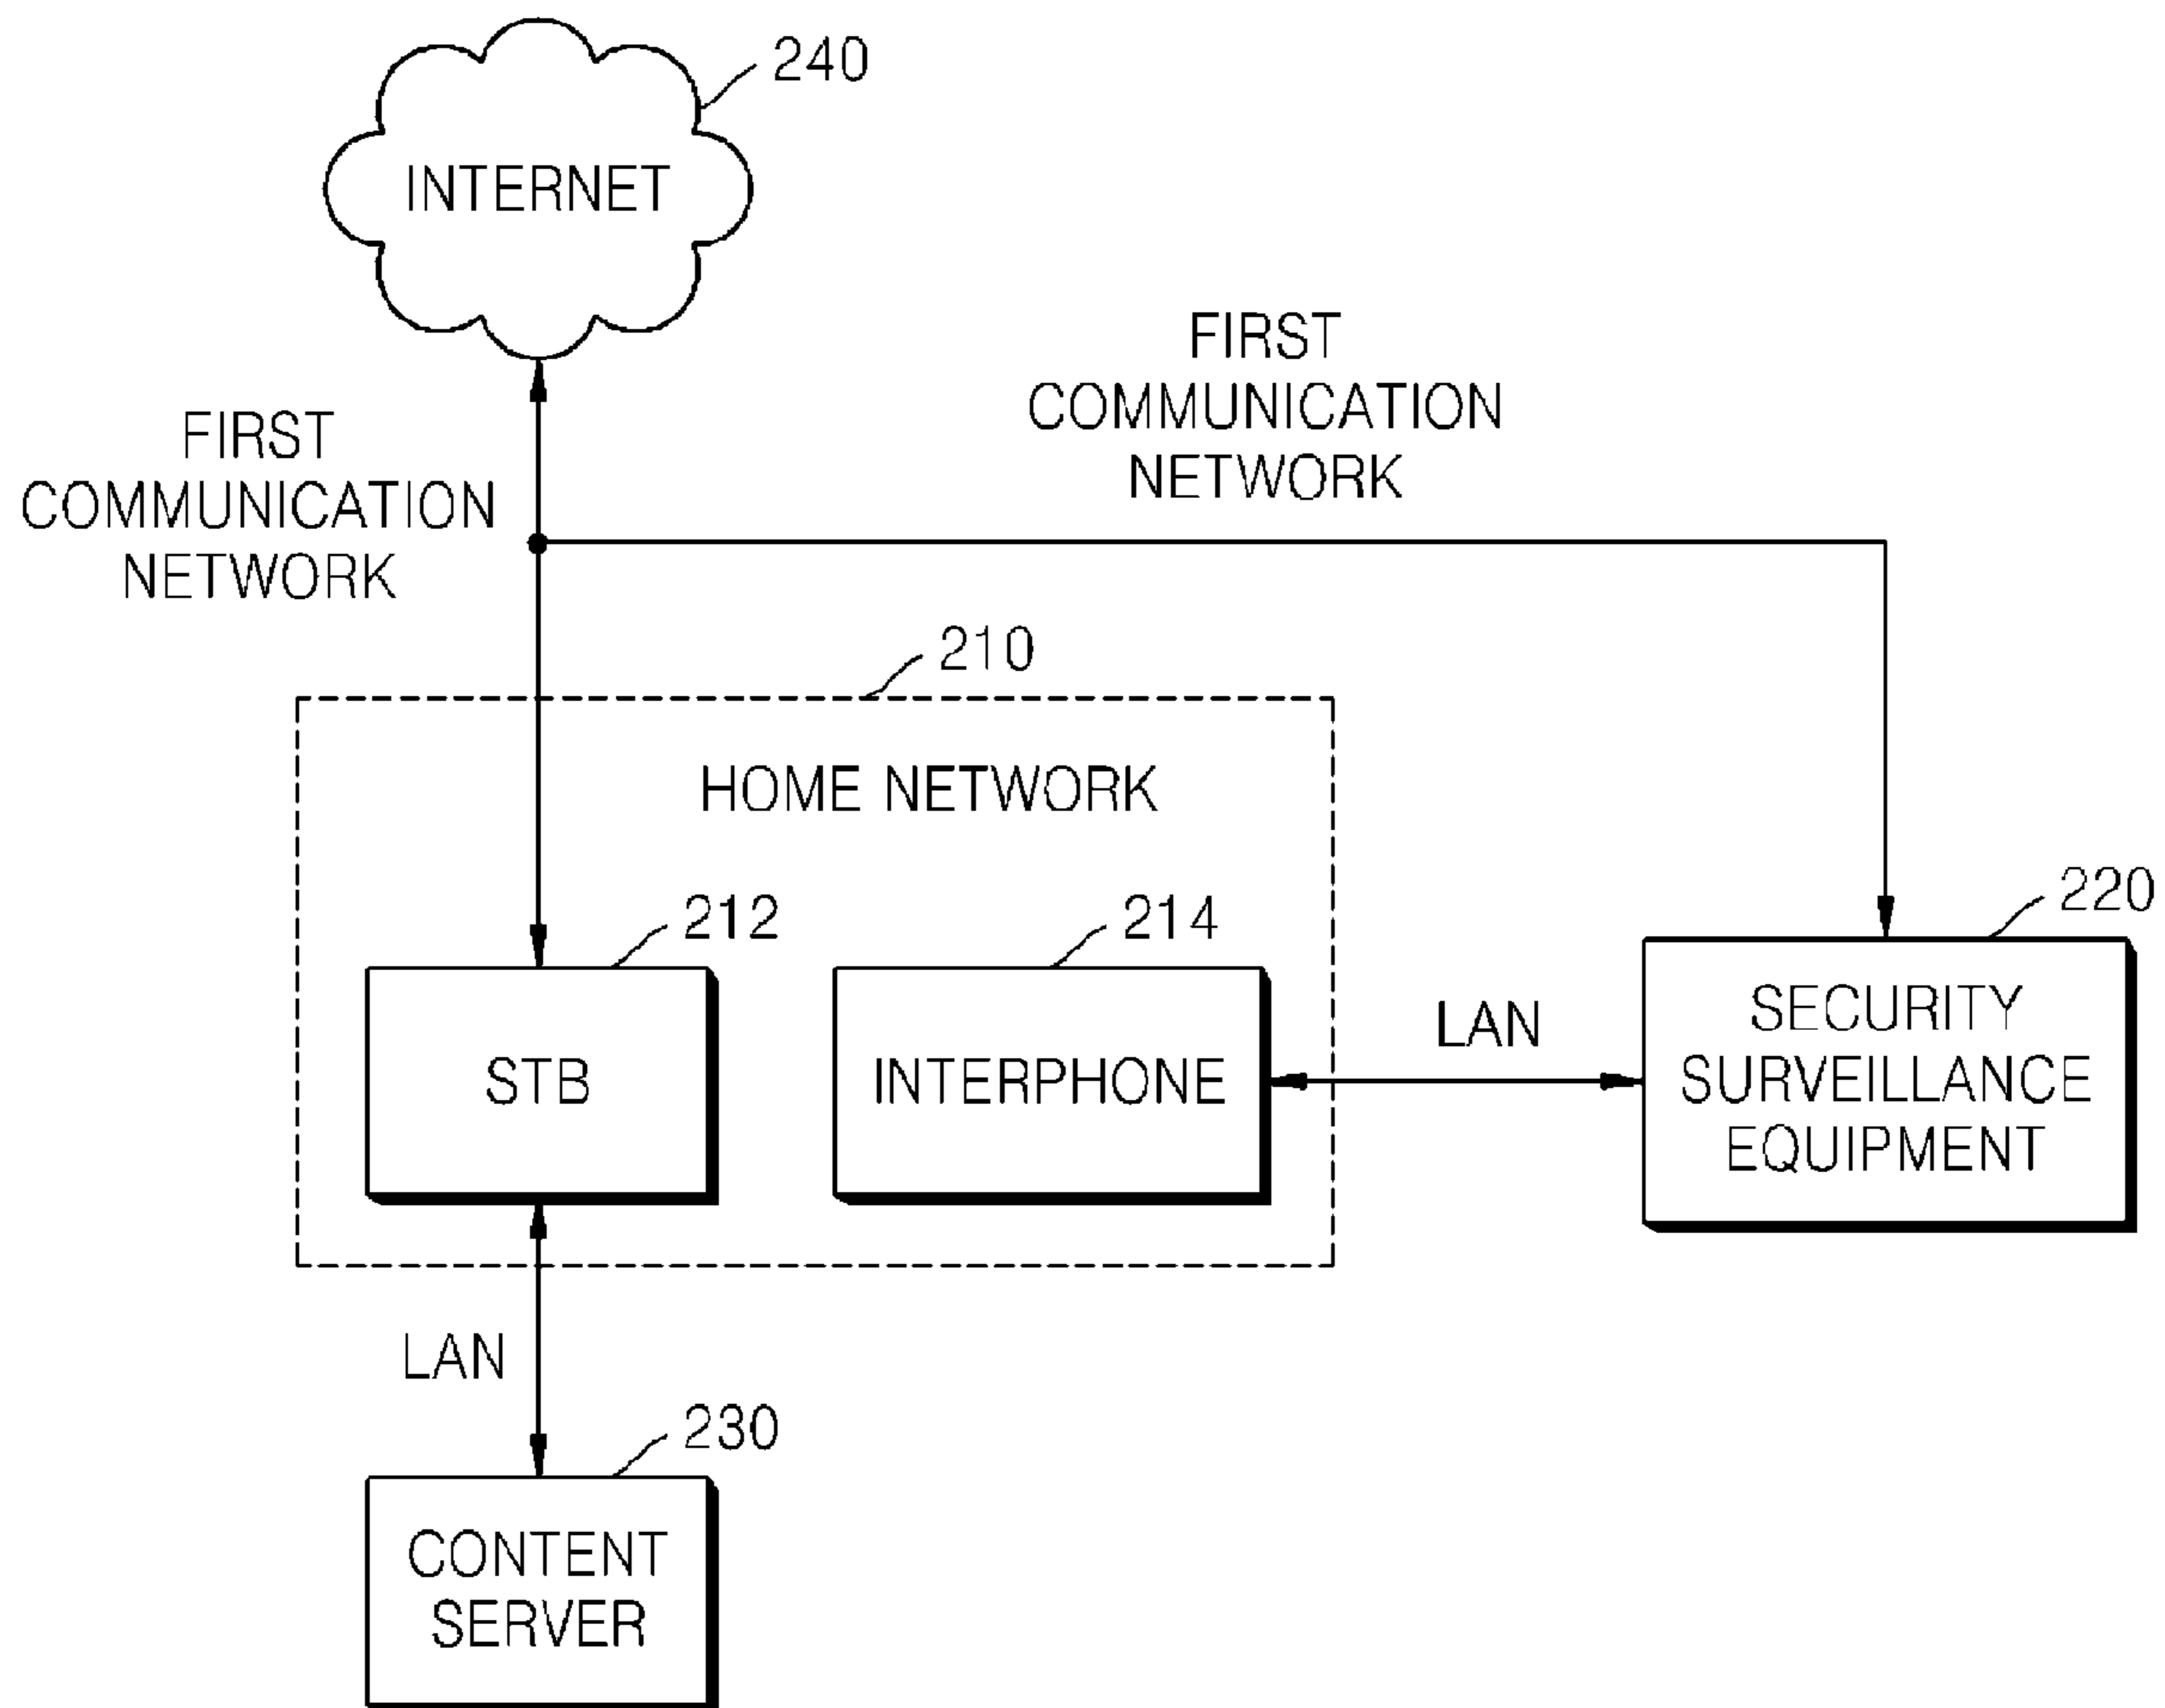 240
INTERNET
FIRST
COMMUNICATION
NETWORK
FIRST
COMMUNICATION
NETWORK
210
HOME NETWORK
212
214
220
STB
INTERPHONE
LAN
SECURITY
SURVEILLANCE
EQUIPMENT
LAN
230
CONTENT
SERVER